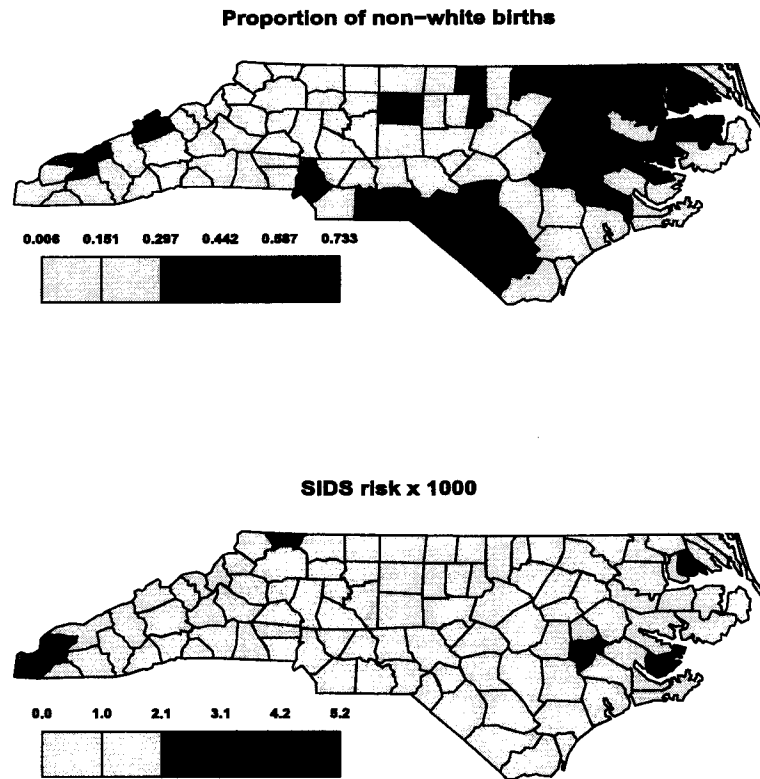 Proportion of non-white births
0.006 0.151 0.297 0.442 0.587 0.733
SIDS risk x 1000
0.0 1.0 2.1 3.1 4.2 5.2